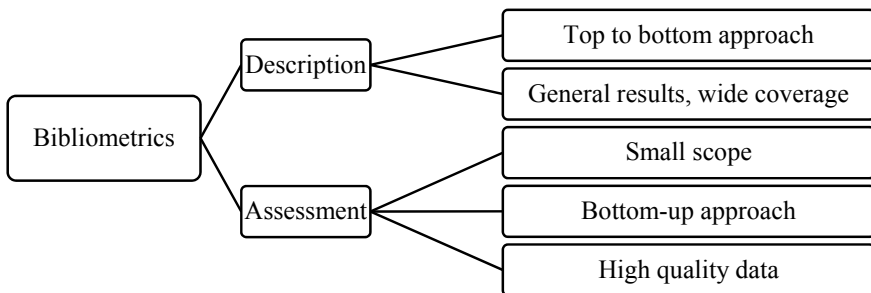 Bibliometrics
Description
Top to bottom approach
General results, wide coverage
Assessment
Small scope
Bottom-up approach
High quality data